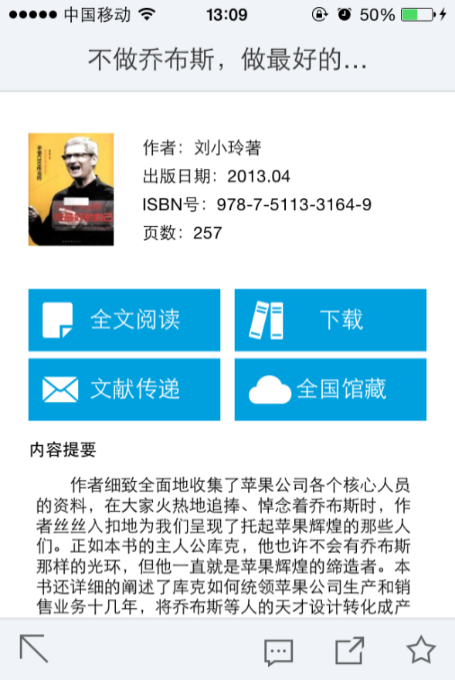 中国移动 13:09 50%
不做乔布斯，做最好的...
作者：刘小玲著
出版日期：2013.04
ISBN号：978-7-5113-3164-9
页数：257
全文阅读 下载
文献传递 全国馆藏
内容提要
作者细致全面地收集了苹果公司各个核心人员
的资料，在大家火热地追捧、悼念着乔布斯时，作
者丝丝入扣地为我们呈现了托起苹果辉煌的那些人
们。正如本书的主人公库克，他也许不会有乔布斯
那样的光环，但他一直就是苹果辉煌的缔造者。本
书还详细的阐述了库克如何统领苹果公司生产和销
售业务十几年，将乔布斯等人的天才设计转化成产